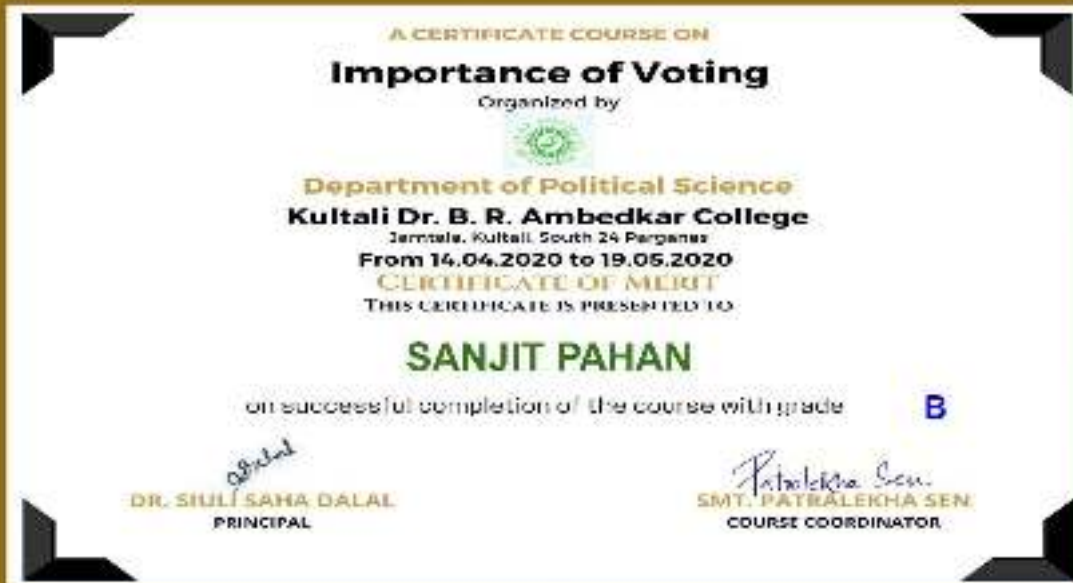 A CERTIFICATE COURSE ON
Importance of Voting
Organized by
Department of Political Science
Kultali Dr. B. R. Ambedkar College
Jamtala, Kultali, South 24 Parganas
From 14.04.2020 to 19.05.2020
CERTIFICATE OF MERIT
THIS CERTIFICATE IS PRESENTED TO
SANJIT PAHAN
on successful completion of the course with grade B
Patralekha Sen.
DR. SIULI SAHA DALAL
PRINCIPAL
SMT. PATRALEKHA SEN
COURSE COORDINATOR